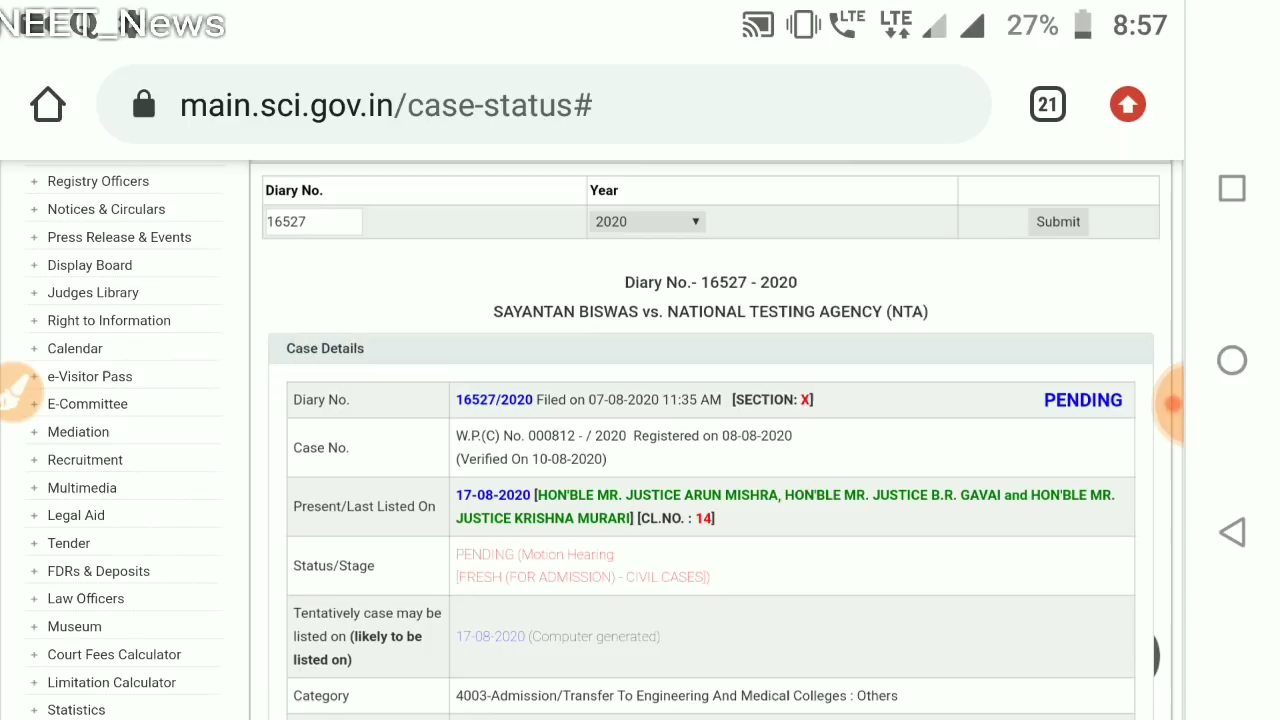 NEET_News
LTE LTE 27% 8:57
main.sci.gov.in/case-status#
21
Registry Officers
Notices & Circulars
Press Release & Events
Display Board
Judges Library
Right to Information
Calendar
e-Visitor Pass
E-Committee
Mediation
Recruitment
Multimedia
Legal Aid
Tender
FDRs & Deposits
Law Officers
Museum
Court Fees Calculator
Limitation Calculator
Statistics
Diary No. Year
16527 2020 Submit
Diary No.- 16527 - 2020
SAYANTAN BISWAS vs. NATIONAL TESTING AGENCY (NTA)
Case Details
Diary No. 16527/2020 Filed on 07-08-2020 11:35 AM [SECTION: X] PENDING
Case No. W.P.(C) No. 000812 - / 2020 Registered on 08-08-2020
(Verified On 10-08-2020)
Present/Last Listed On 17-08-2020 [HON'BLE MR. JUSTICE ARUN MISHRA, HON'BLE MR. JUSTICE B.R. GAVAI and HON'BLE MR.
JUSTICE KRISHNA MURARI] [CL.NO. : 14]
Status/Stage PENDING (Motion Hearing
[FRESH (FOR ADMISSION) - CIVIL CASES])
Tentatively case may be
listed on (likely to be
listed on)
17-08-2020 (Computer generated)
Category 4003-Admission/Transfer To Engineering And Medical Colleges : Others